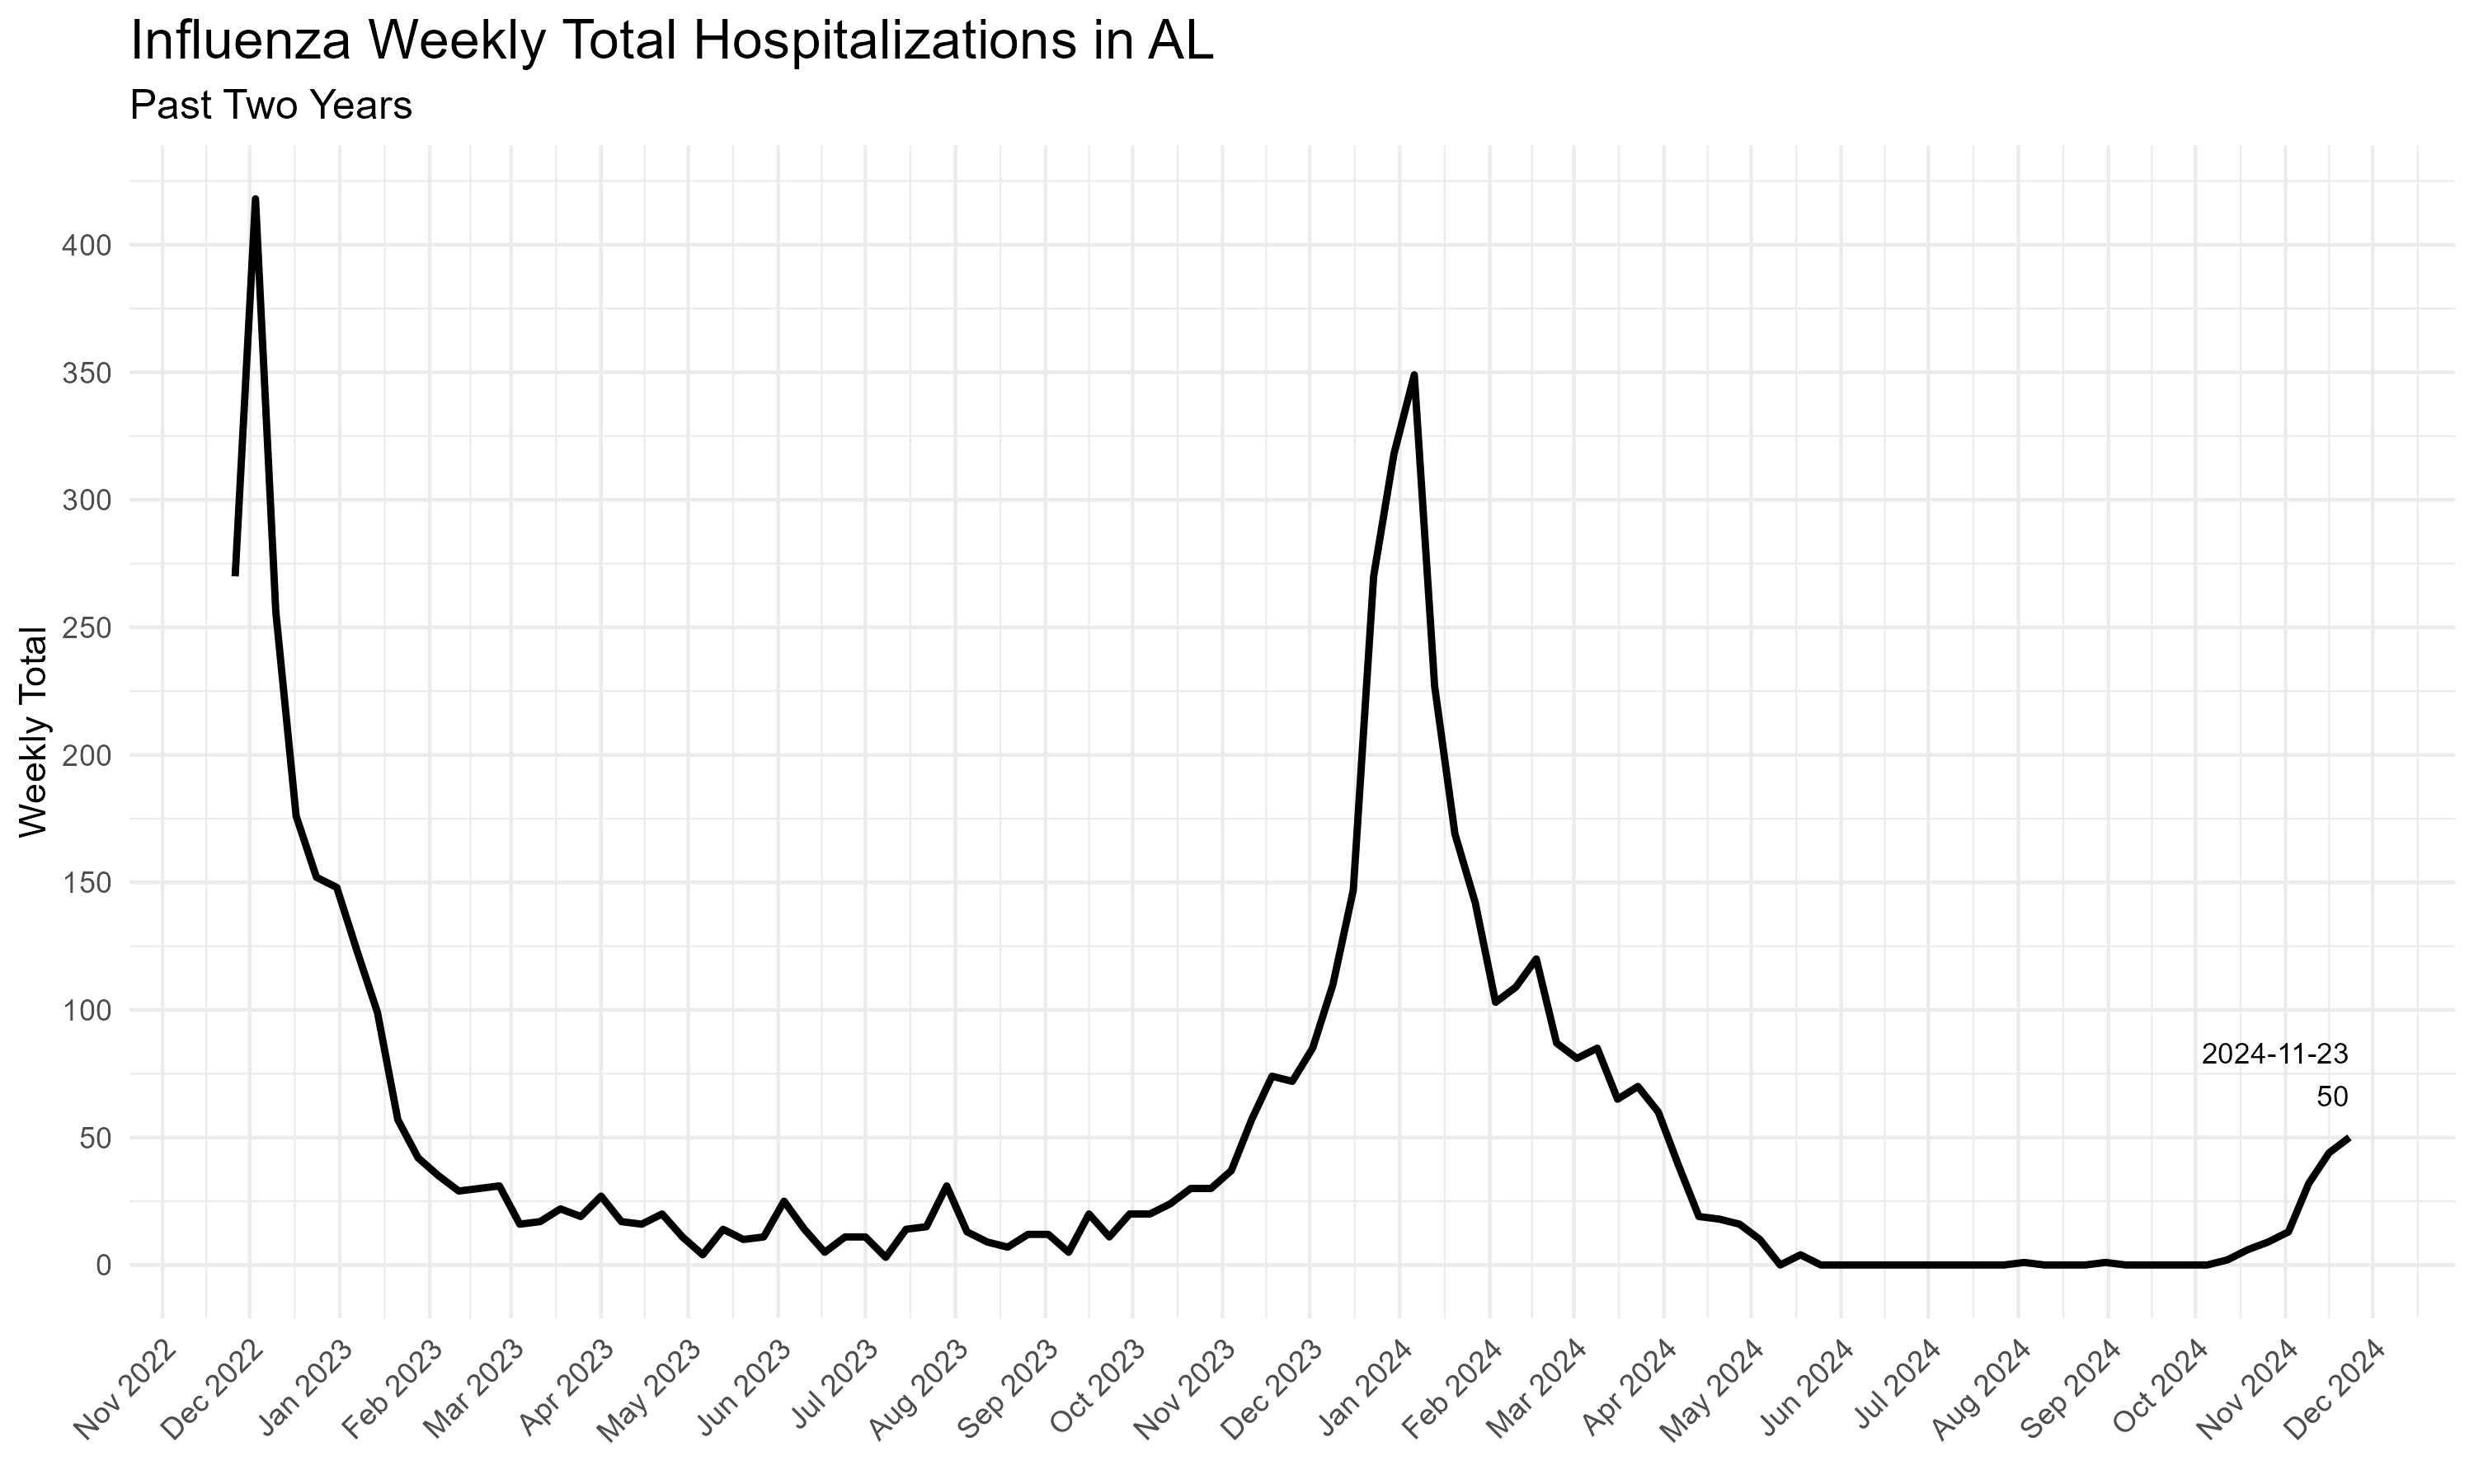 Influenza Weekly Total Hospitalizations in AL
Past Two Years
Weekly Total
400
350
300
250
200
150
100
50
0
2024-11-23
50
Nov 2022
Dec 2022
Jan 2023
Feb 2023
Mar 2023
Apr 2023
May 2023
Jun 2023
Jul 2023
Aug 2023
Sep 2023
Oct 2023
Nov 2023
Dec 2023
Jan 2024
Feb 2024
Mar 2024
Apr 2024
May 2024
Jun 2024
Jul 2024
Aug 2024
Sep 2024
Oct 2024
Nov 2024
Dec 2024